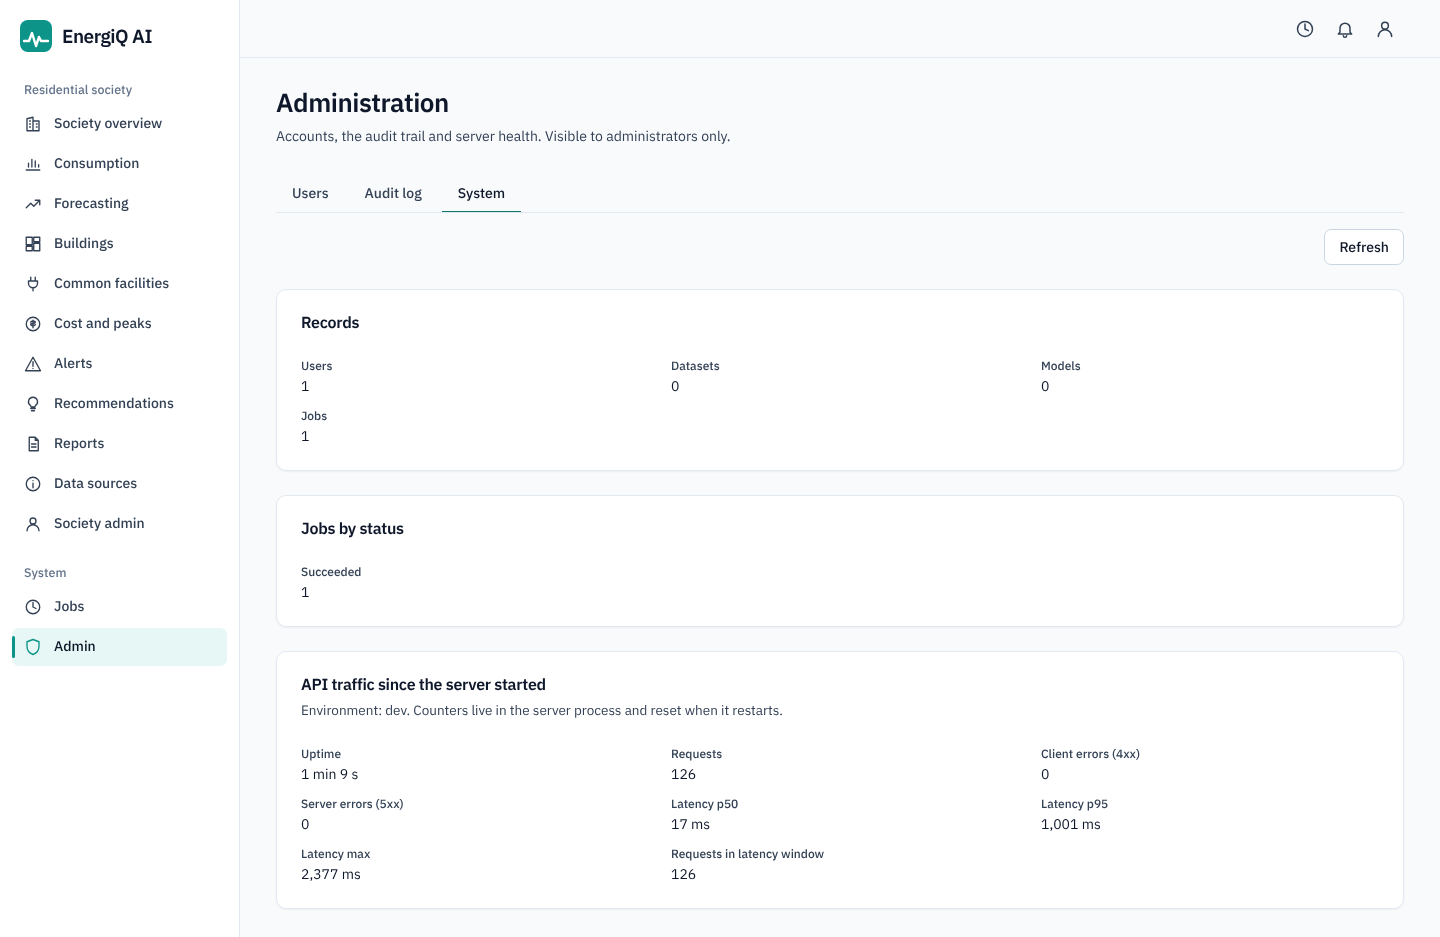 EnergiQ AI
Residential society
Society overview
Consumption
Forecasting
Buildings
Common facilities
Cost and peaks
Alerts
Recommendations
Reports
Data sources
Society admin
System
Jobs
Admin
Administration
Accounts, the audit trail and server health. Visible to administrators only.
Users Audit log System
Refresh
Records
Users Datasets Models
1 0 0
Jobs
1
Jobs by status
Succeeded
1
API traffic since the server started
Environment: dev. Counters live in the server process and reset when it restarts.
Uptime Requests Client errors (4xx)
1 min 9 s 126 0
Server errors (5xx) Latency p50 Latency p95
0 17 ms 1,001 ms
Latency max Requests in latency window
2,377 ms 126